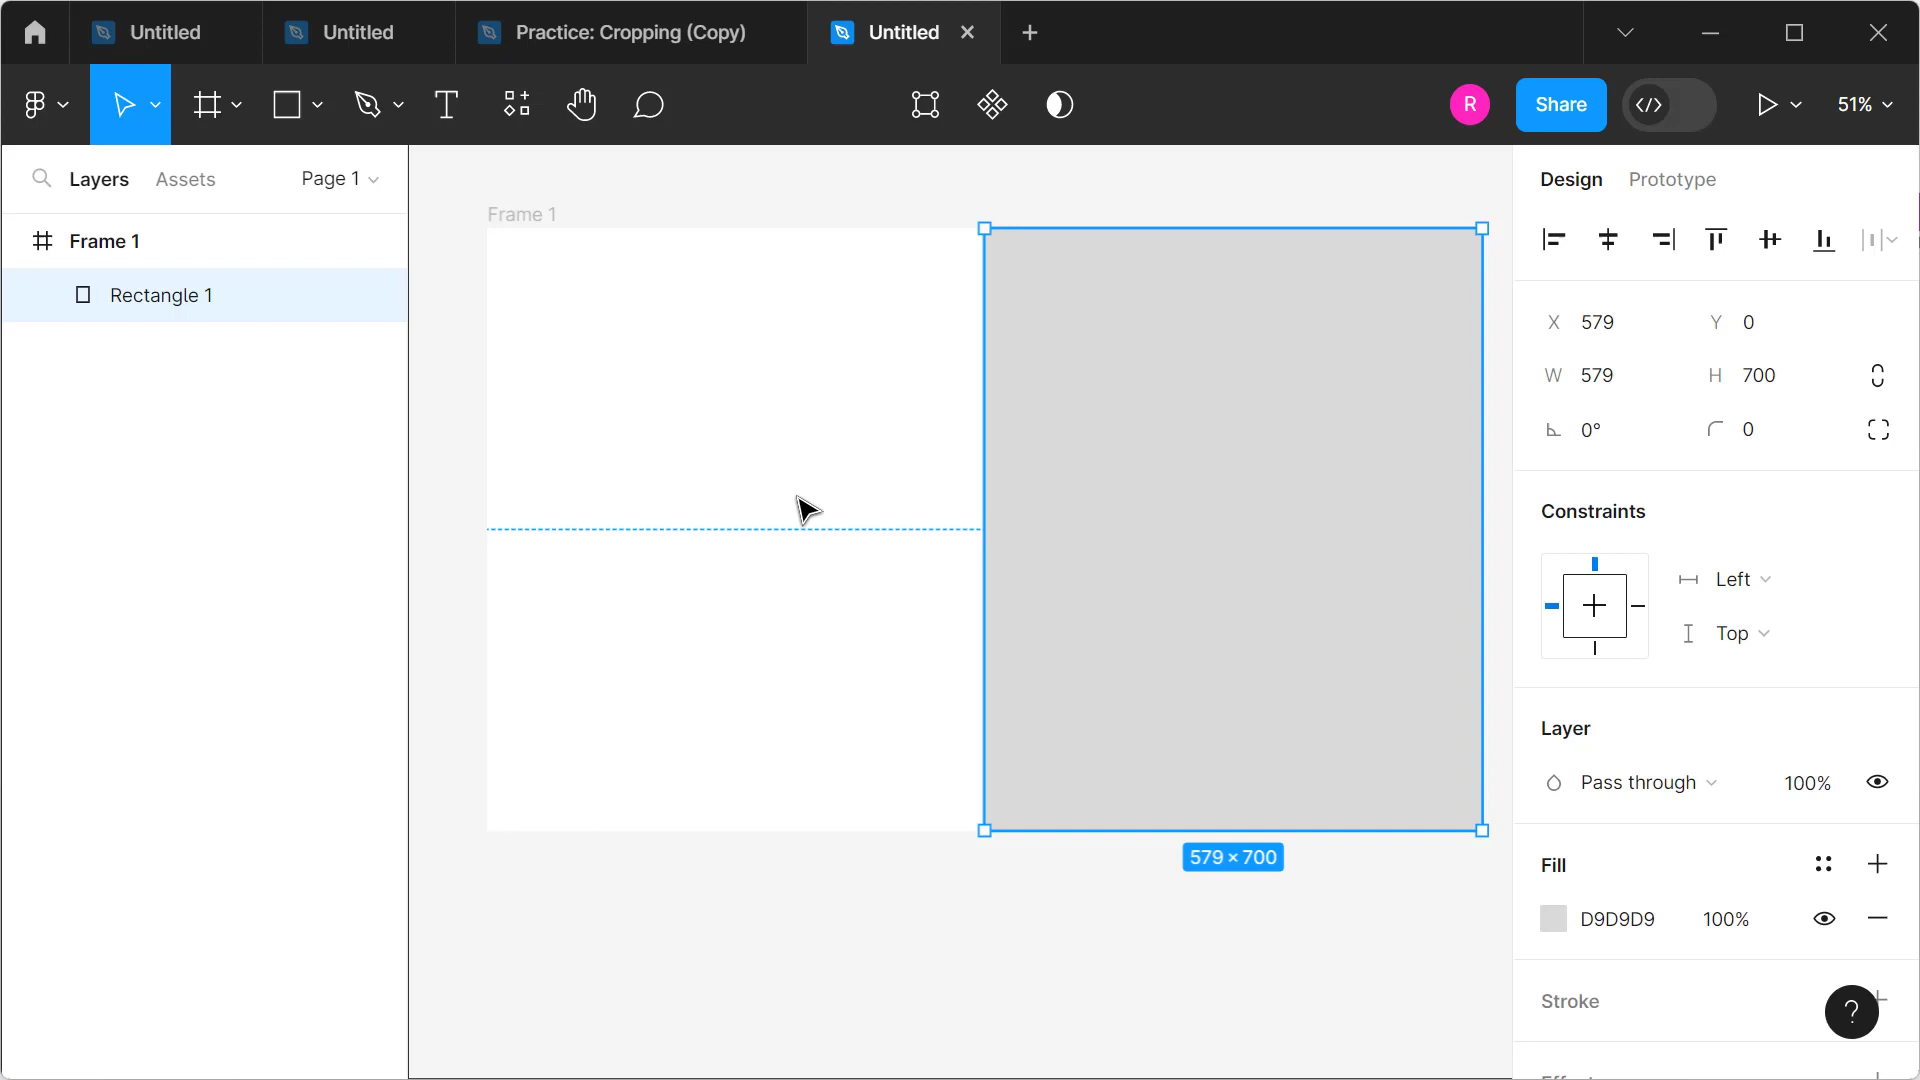 Untitled
Untitled
Practice: Cropping (Copy)
Untitled
R
Share
51%
Layers
Assets
Page 1
Frame 1
Rectangle 1
Frame 1
579 × 700
Design
Prototype
X 579
Y 0
W 579
H 700
0°
0
Constraints
Left
Top
Layer
Pass through
100%
Fill
D9D9D9
100%
Stroke
?